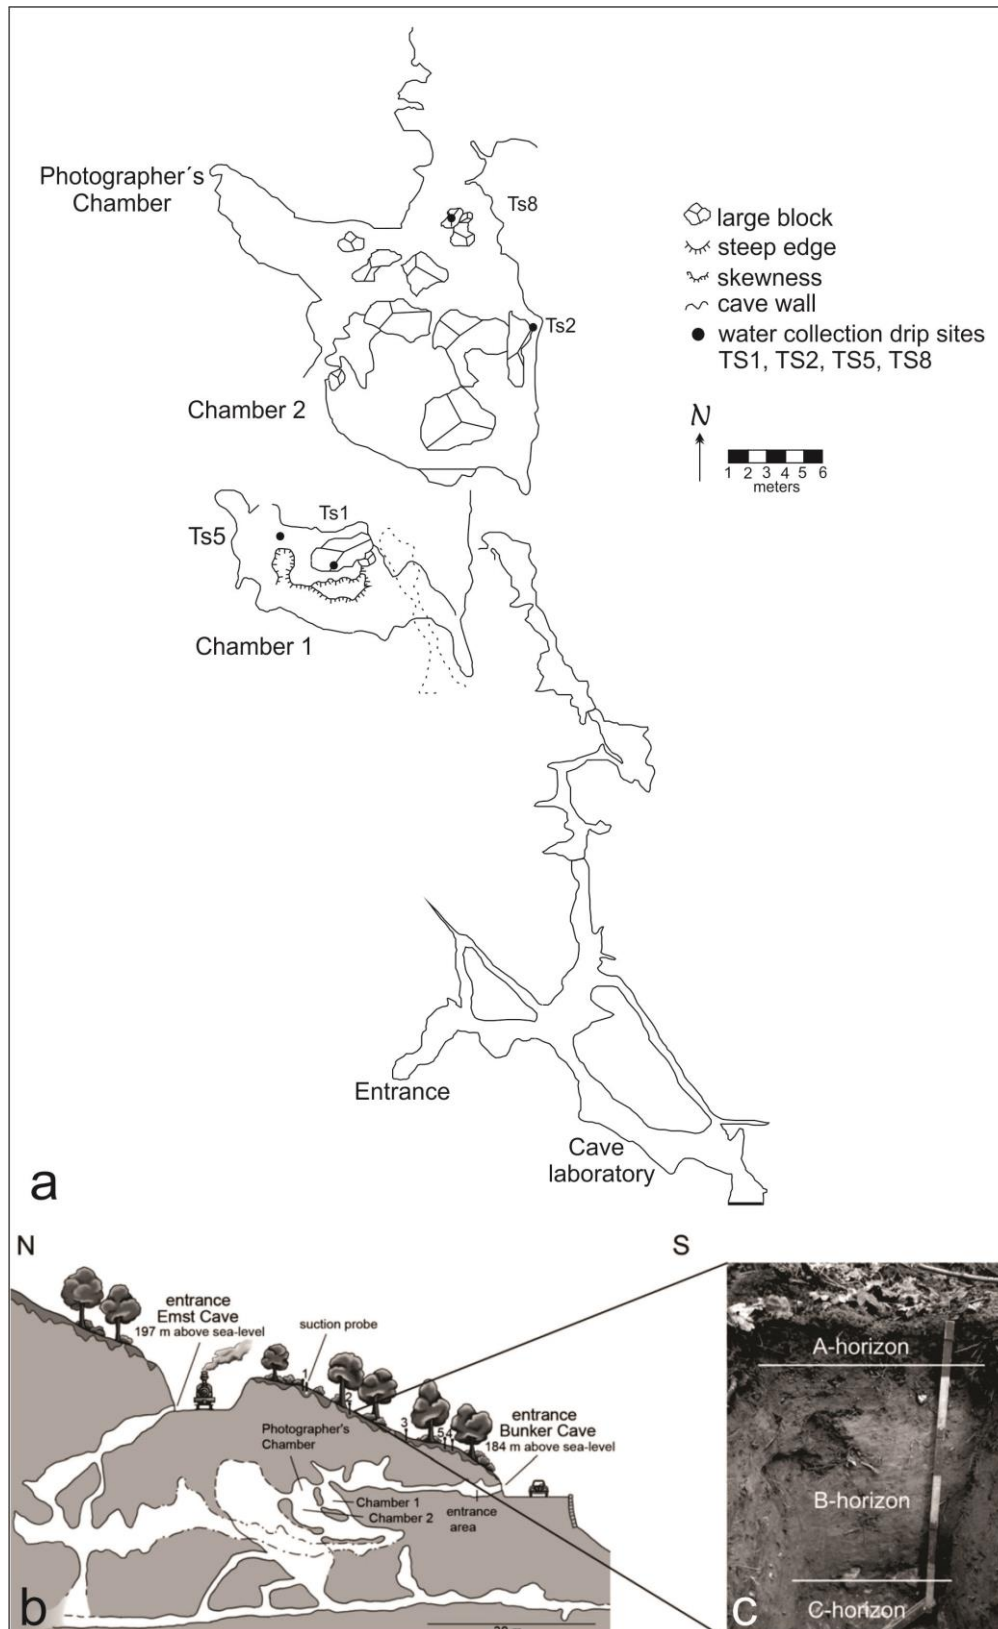 Photographer´s
Chamber
Ts8
large block
steep edge
skewness
cave wall
water collection drip sites
TS1, TS2, TS5, TS8
Ts2
Chamber 2
N
1 2 3 4 5 6
meters
Ts1
Ts5
Chamber 1
Entrance
Cave
laboratory
a
N
S
entrance
Emst Cave
197 m above sea-level
suction probe
1
2
3
5
4
entrance
Bunker Cave
184 m above sea-level
Photographer's
Chamber
Chamber 1
Chamber 2
entrance
area
b
A-horizon
B-horizon
C-horizon
c